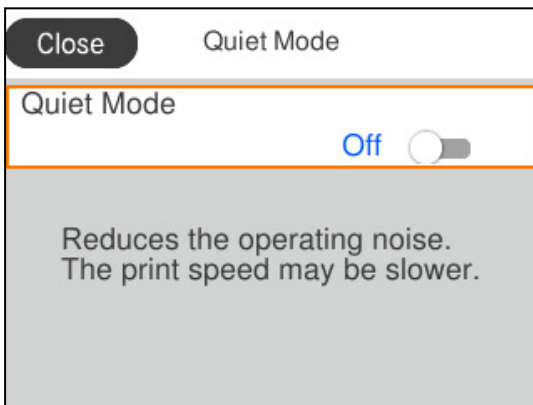 Close Quiet Mode
Quiet Mode
Off
Reduces the operating noise.
The print speed may be slower.